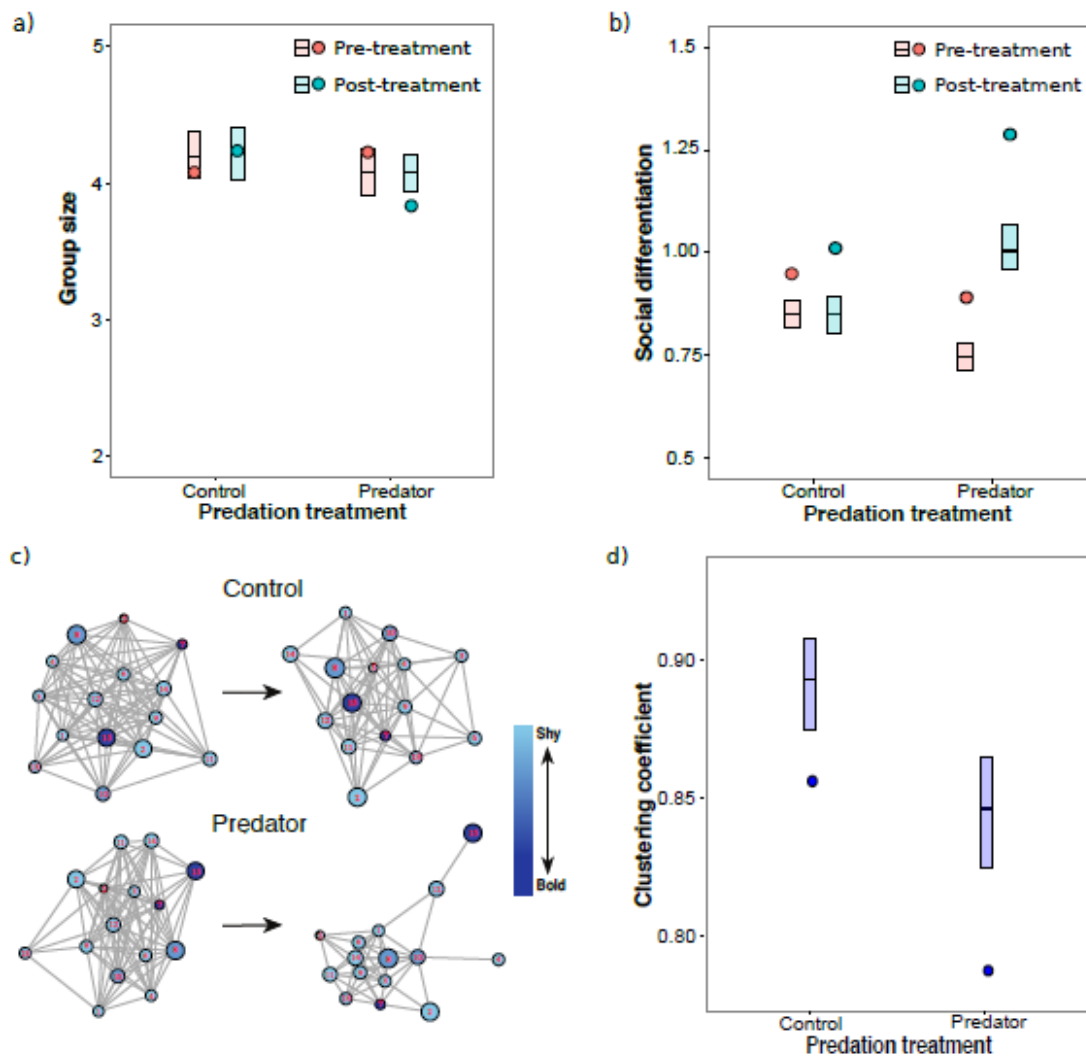 a)
5
4
3
2
Group size
Pre-treatment
Post-treatment
Control
Predator
Predation treatment
b)
1.5
1.25
1.00
0.75
0.5
Social differentiation
Pre-treatment
Post-treatment
Control
Predator
Predation treatment
c)
Control
Predator
Shy
Bold
d)
0.90
0.85
0.80
Clustering coefficient
Control
Predator
Predation treatment